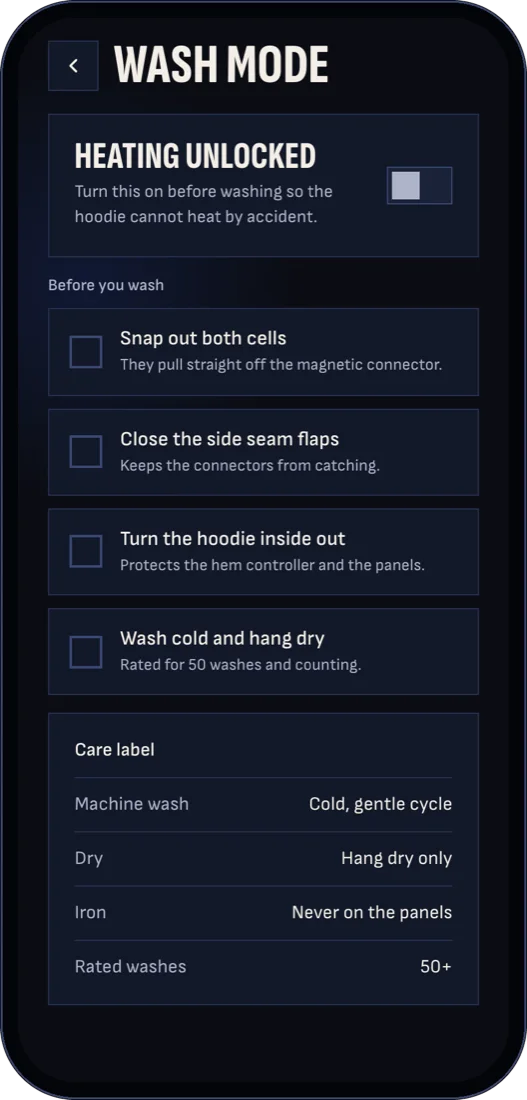 WASH MODE
HEATING UNLOCKED
Turn this on before washing so the
hoodie cannot heat by accident.
Before you wash
Snap out both cells
They pull straight off the magnetic connector.
Close the side seam flaps
Keeps the connectors from catching.
Turn the hoodie inside out
Protects the hem controller and the panels.
Wash cold and hang dry
Rated for 50 washes and counting.
Care label
Machine wash Cold, gentle cycle
Dry Hang dry only
Iron Never on the panels
Rated washes 50+